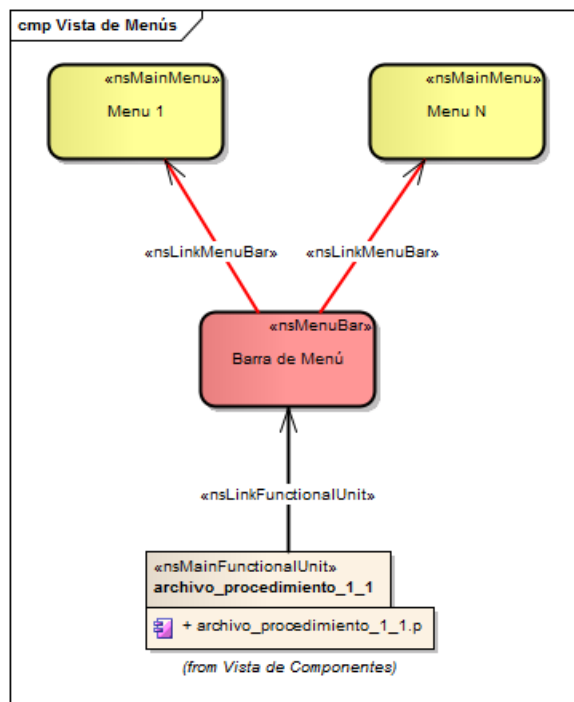 cmp Vista de Menús
«nsMainMenu»
Menu 1
«nsMainMenu»
Menu N
«nsLinkMenuBar»
«nsLinkMenuBar»
«nsMenuBar»
Barra de Menú
«nsLinkFunctionalUnit»
«nsMainFunctionalUnit»
archivo_procedimiento_1_1
+ archivo_procedimiento_1_1.p
(from Vista de Componentes)